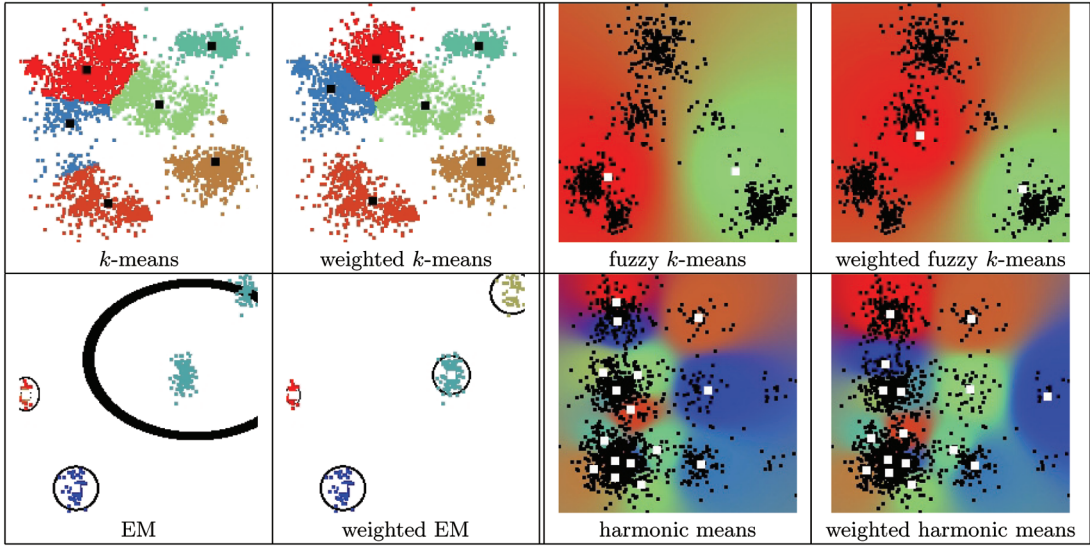 k-means
weighted k-means
fuzzy k-means
weighted fuzzy k-means
EM
weighted EM
harmonic means
weighted harmonic means